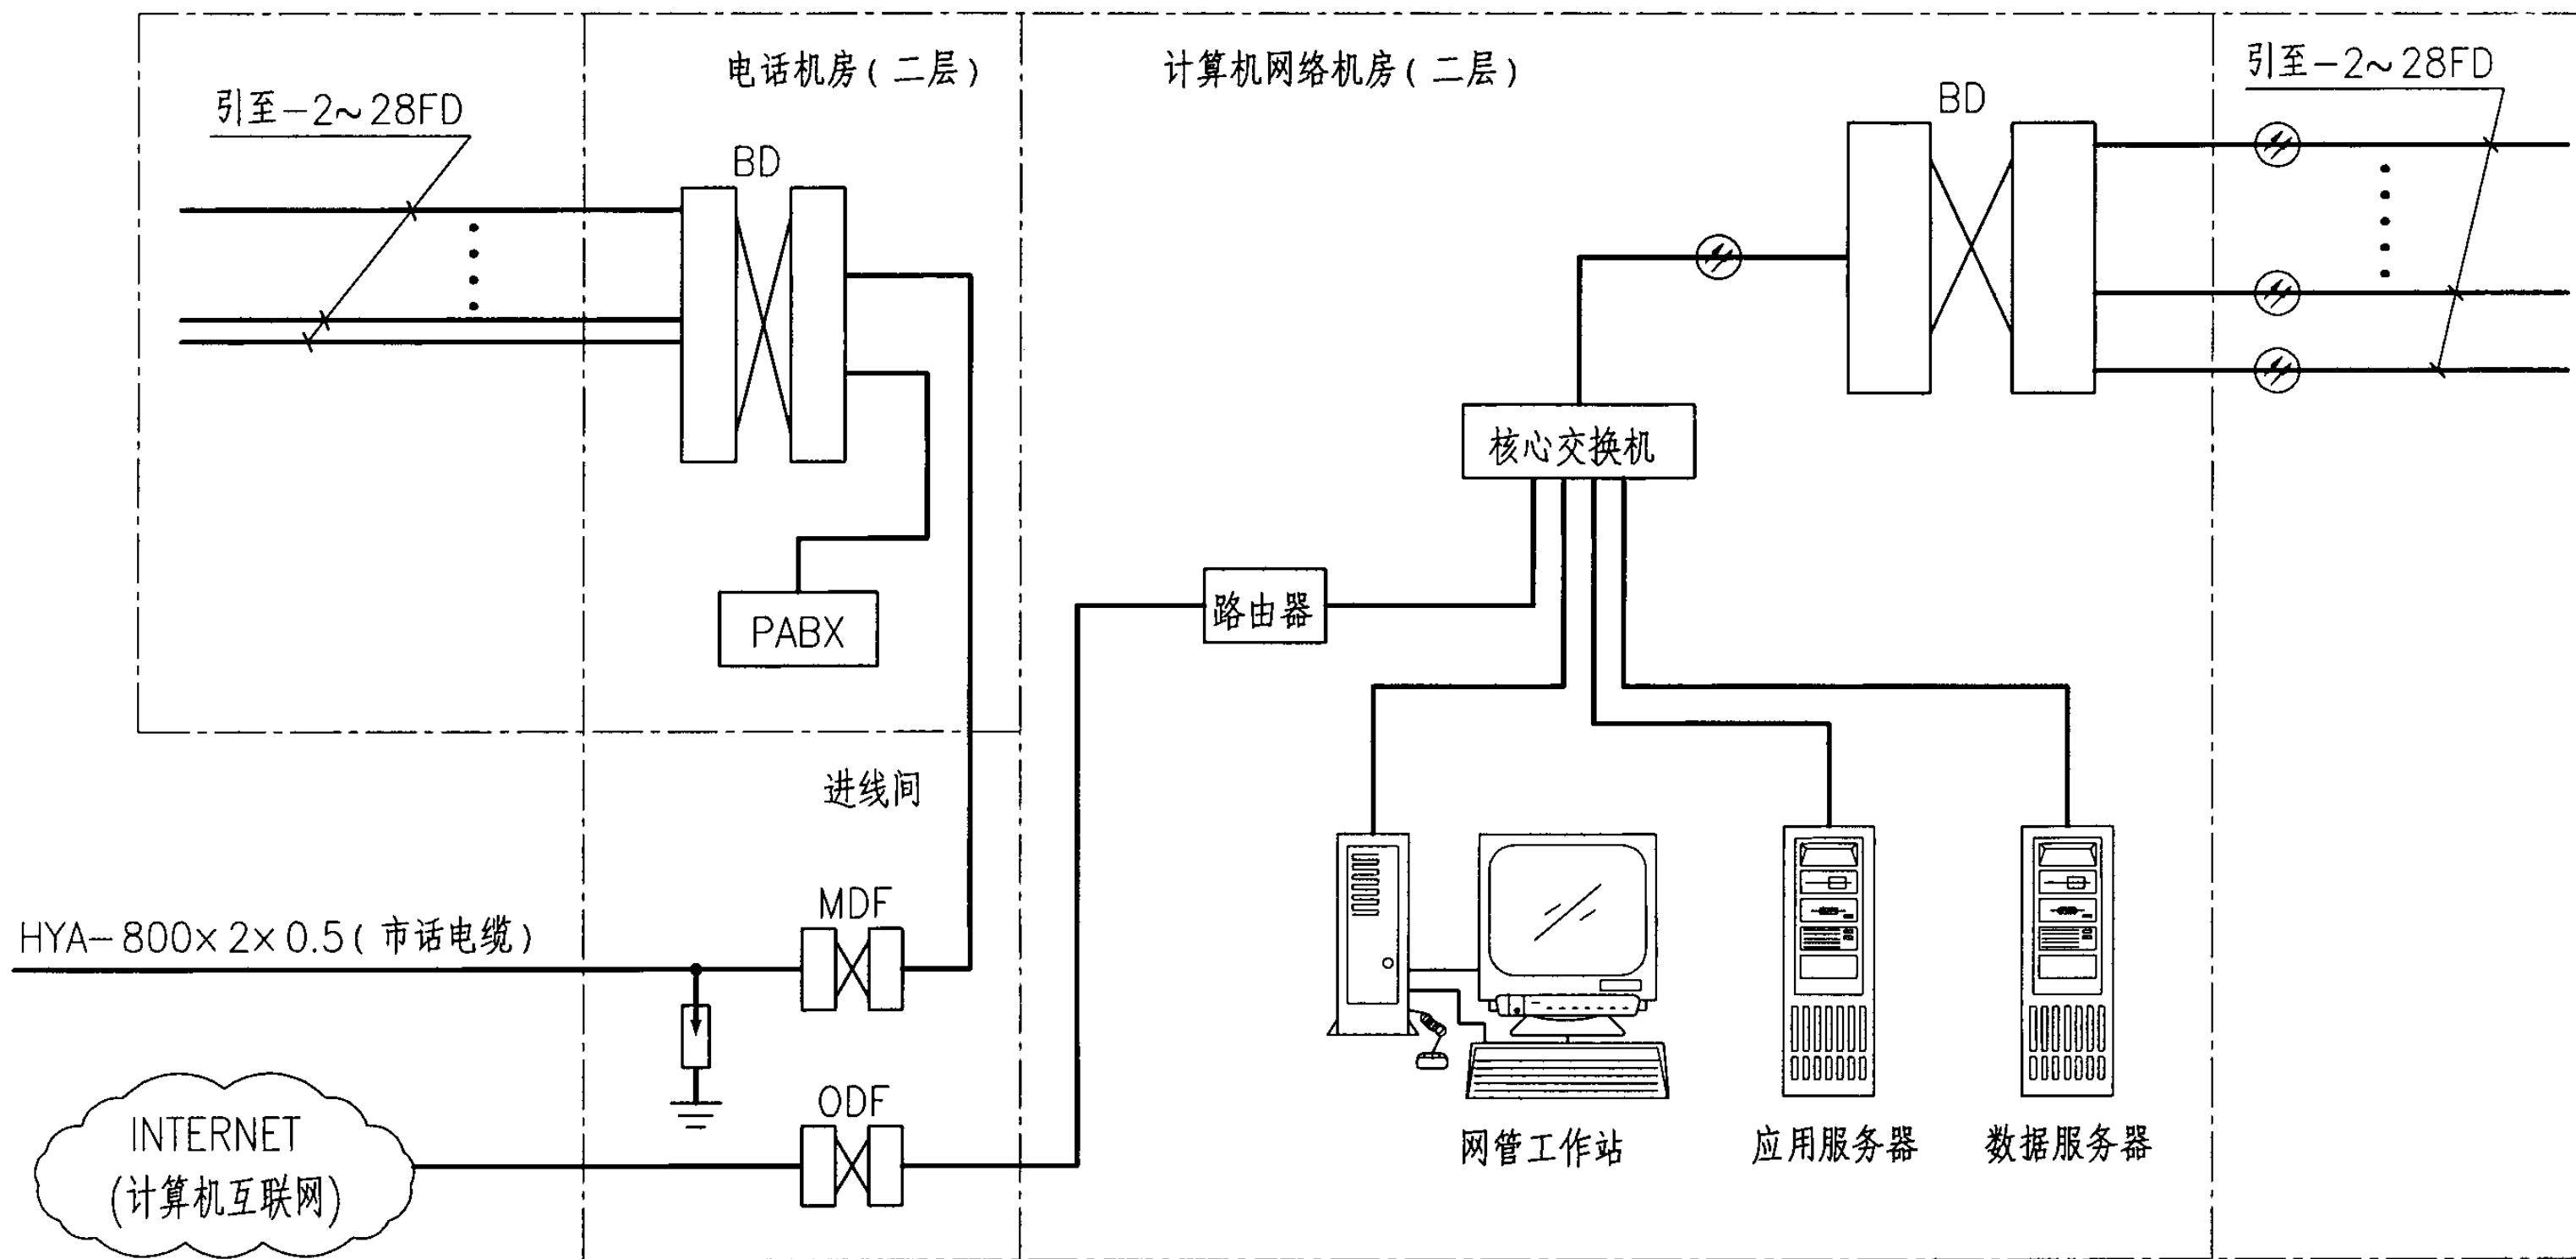 电话机房(二层)
计算机网络机房(二层)
引至-2~28FD
引至-2~28FD
BD
BD
核心交换机
路由器
PABX
进线间
MDF
HYA-800×2×0.5(市话电缆)
ODF
INTERNET
(计算机互联网)
网管工作站
应用服务器
数据服务器